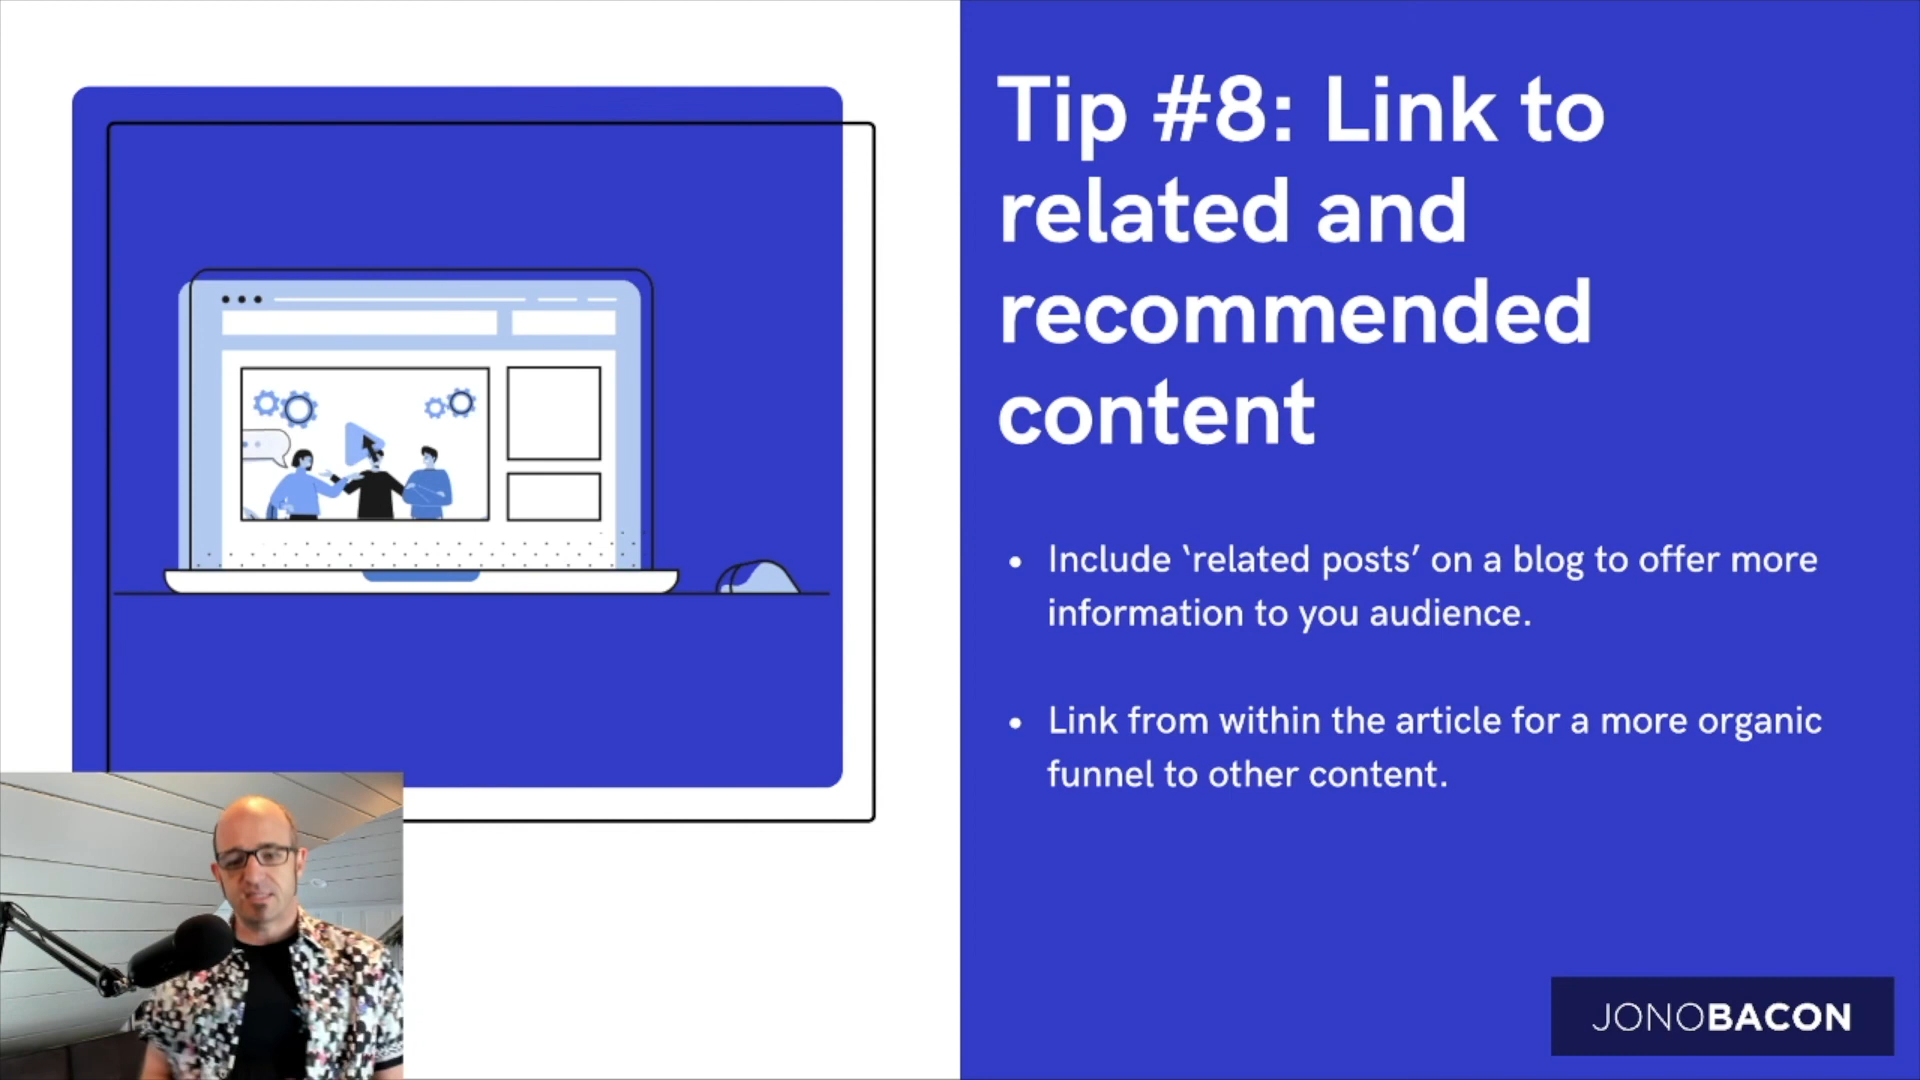 Tip #8: Link to
related and
recommended
content
• Include ‘related posts’ on a blog to offer more
information to you audience.
• Link from within the article for a more organic
funnel to other content.
JONOBACON